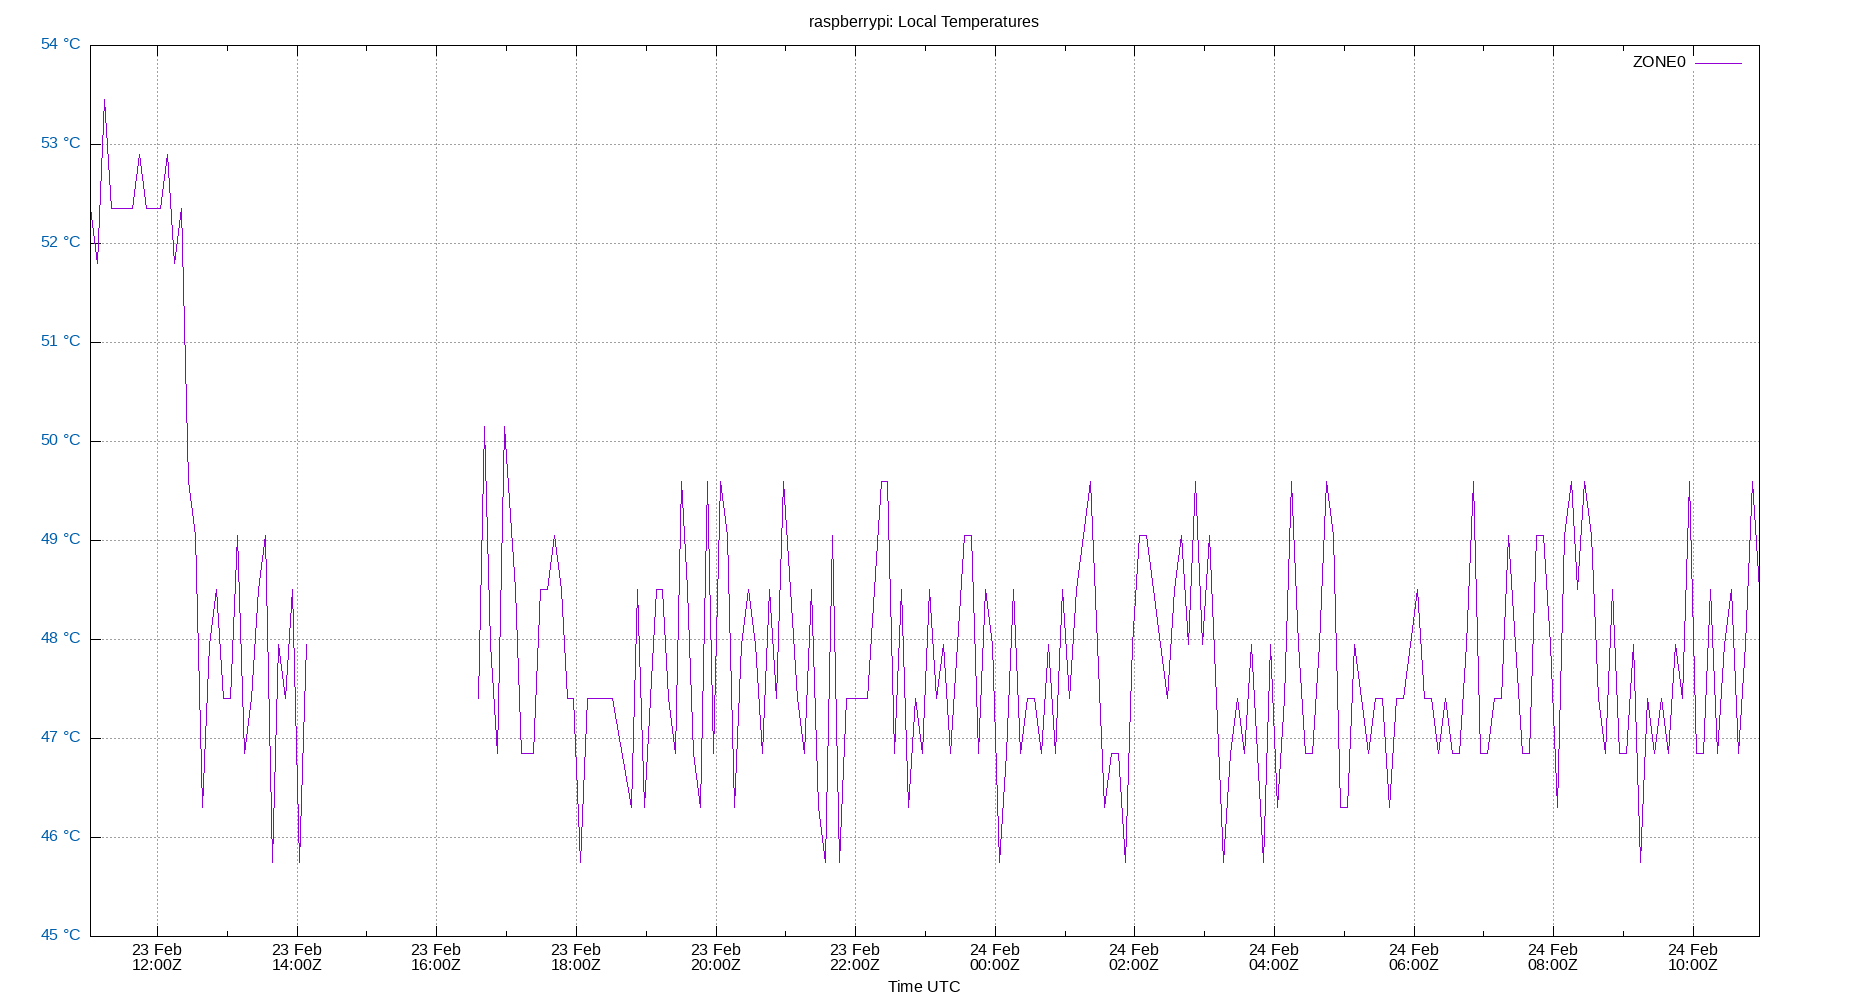 raspberrypi: Local Temperatures
ZONE0
54 °C
53 °C
52 °C
51 °C
50 °C
49 °C
48 °C
47 °C
46 °C
45 °C
23 Feb
12:00Z
23 Feb
14:00Z
23 Feb
16:00Z
23 Feb
18:00Z
23 Feb
20:00Z
23 Feb
22:00Z
24 Feb
00:00Z
24 Feb
02:00Z
24 Feb
04:00Z
24 Feb
06:00Z
24 Feb
08:00Z
24 Feb
10:00Z
Time UTC